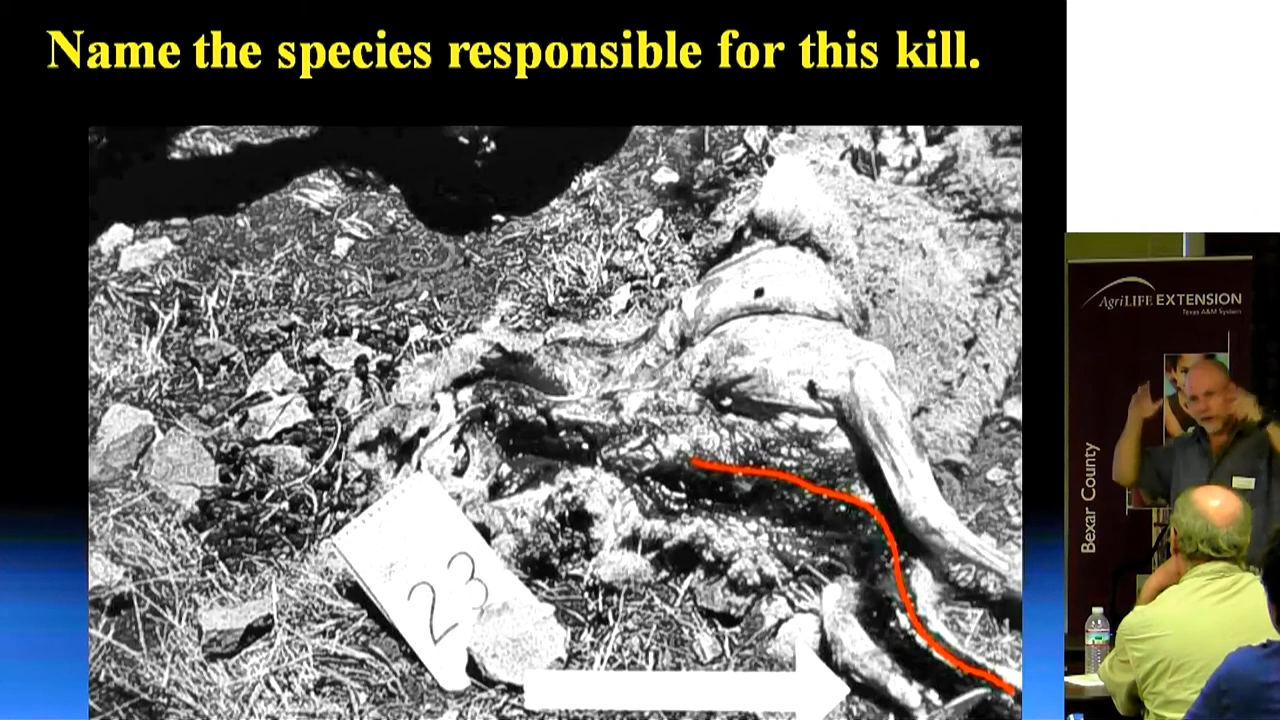 Name the species responsible for this kill.
AgriLIFE EXTENSION
Texas A&M System
Bexar County
23